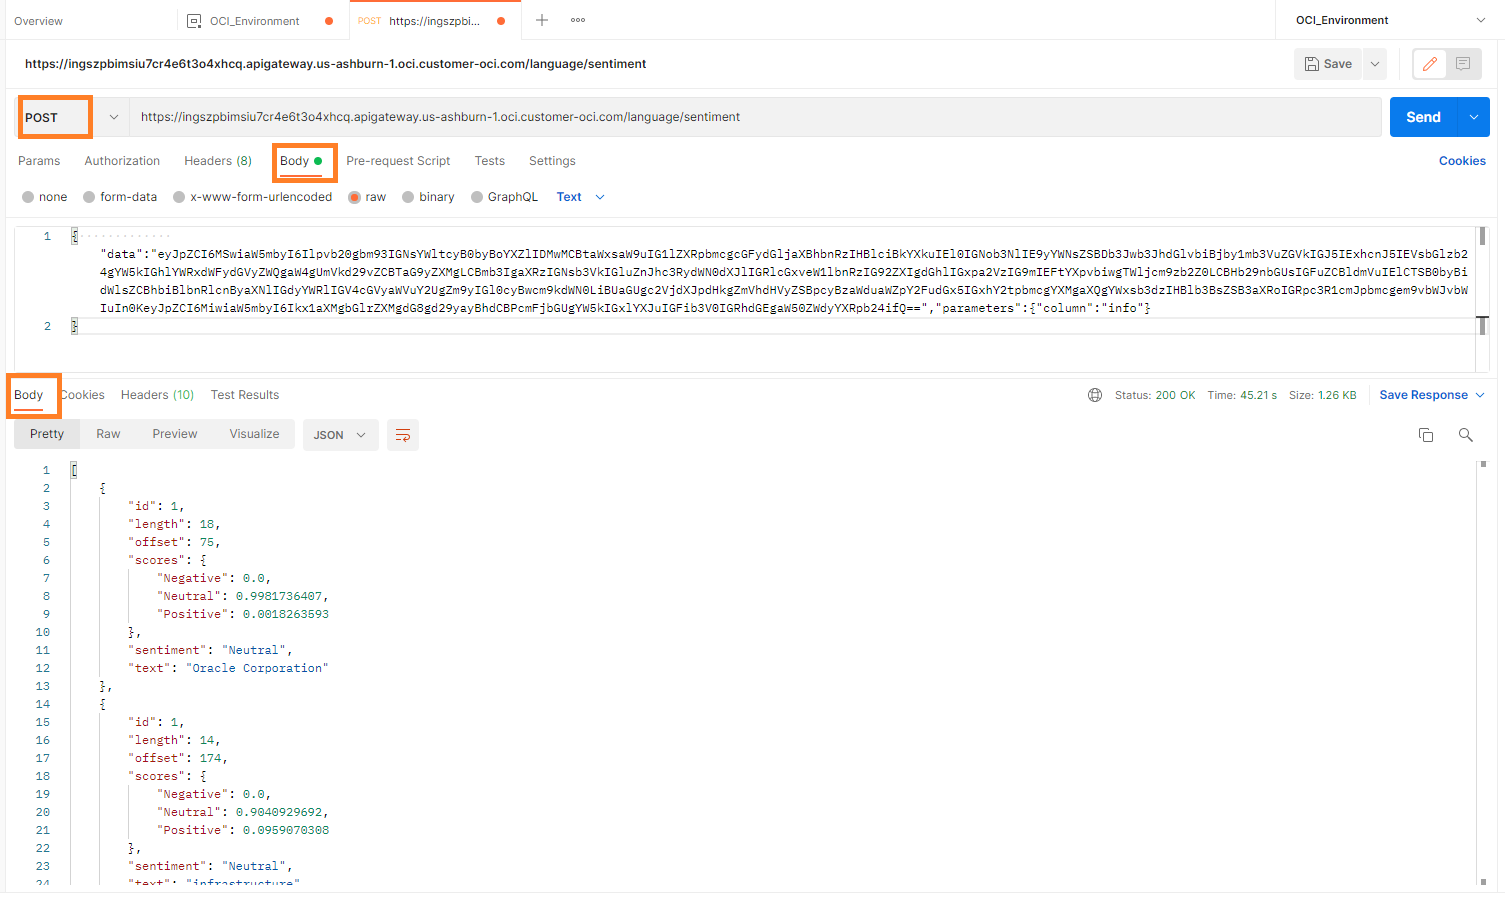 Overview OCI_Environment POST https://ingszpbi... OCI_Environment
https://ingszpbimsiu7cr4e6t3o4xhcq.apigateway.us-ashburn-1.oci.customer-oci.com/language/sentiment Save
POST https://ingszpbimsiu7cr4e6t3o4xhcq.apigateway.us-ashburn-1.oci.customer-oci.com/language/sentiment Send
Params Authorization Headers (8) Body Pre-request Script Tests Settings Cookies
none form-data x-www-form-urlencoded raw binary GraphQL Text
1 {
"data":"eyJpZCI6MSwiaW5mbyI6Ilpvb20gbm93IGNsYWltcyB0byBoYXZlIDMwMCBtaWxsaW9uIG1lZXRpbmcgcGFydGljaXBhbnRzIHBlciBkYXkuIEl0IGNob3NlIE9yYWNsZSBDb3Jwb3JhdGlvbiBjby1mb3VuZGVkIGJ5IExhcnJ5IEVsbGlzb2
4gYW5kIGhlYWRxdWFydGVyZWQgaW4gUmVkd29vZCBTaG9yZXMgLCBmb3IgaXRzIGNsb3VkIGluZnJhc3RydWN0dXJlIGRlcGxveW1lbnRzIG92ZXIgdGhlIGxpa2VzIG9mIEFtYXpvbiwgTWljcm9zb2Z0LCBHb29nbGUsIGFuZCBldmVuIElCTSB0byBi
dWlsZCBhbiBlbnRlcnByaXNlIGdyYWRlIGV4cGVyaWVuY2UgZm9yIGl0cyBwcm9kdWN0LiBUaGUgc2VjdXJpdHkgZmVhdHVyZSBpcyBzaWduaWZpY2FudGx5IGxhY2tpbmcgYXMgaXQgYWxsb3dzIHBlb3BsZSB3aXRoIGRpc3R1cmJpbmcgem9vbWJvbW
IuIn0KeyJpZCI6MiwiaW5mbyI6Ikx1aXMgbGlrZXMgdG8gd29yayBhdCBPcmFjbGUgYW5kIGxlYXJuIGFib3V0IGRhdGEgaW50ZWdyYXRpb24ifQ==","parameters":{"column":"info"}
2 }
Body Cookies Headers (10) Test Results Status: 200 OK Time: 45.21 s Size: 1.26 KB Save Response
Pretty Raw Preview Visualize JSON
1 [
2 {
3 "id": 1,
4 "length": 18,
5 "offset": 75,
6 "scores": {
7 "Negative": 0.0,
8 "Neutral": 0.9981736407,
9 "Positive": 0.0018263593
10 },
11 "sentiment": "Neutral",
12 "text": "Oracle Corporation"
13 },
14 {
15 "id": 1,
16 "length": 14,
17 "offset": 174,
18 "scores": {
19 "Negative": 0.0,
20 "Neutral": 0.9040929692,
21 "Positive": 0.0959070308
22 },
23 "sentiment": "Neutral",
24 "text": "infrastructure"